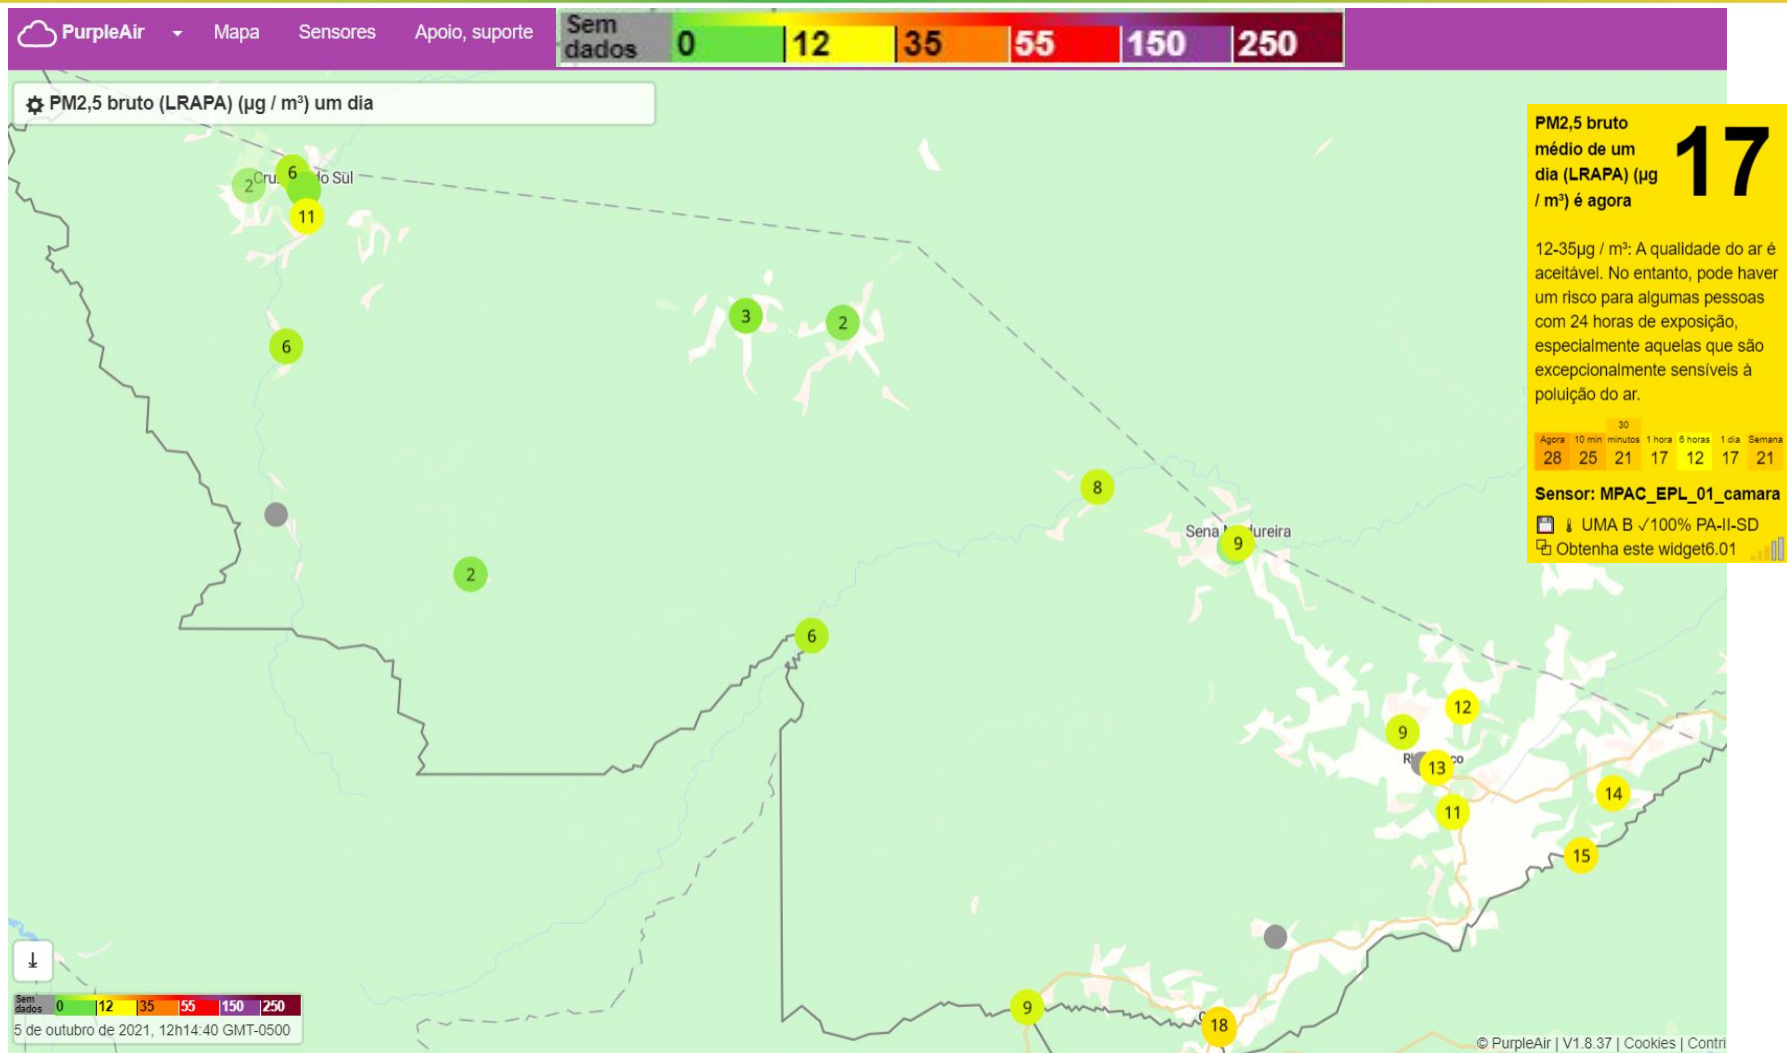 PurpleAir
Mapa
Sensores
Apoio, suporte
Sem dados 0 12 35 55 150 250
PM2,5 bruto (LRAPA) (µg / m³) um dia
PM2,5 bruto
médio de um
dia (LRAPA) (µg
/ m³) é agora
17
12-35µg / m³: A qualidade do ar é
aceitável. No entanto, pode haver
um risco para algumas pessoas
com 24 horas de exposição,
especialmente aquelas que são
excepcionalmente sensíveis à
poluição do ar.
Agora 10 min 30 minutos 1 hora 6 horas 1 dia Semana
28 25 21 17 12 17 21
Sensor: MPAC_EPL_01_camara
UMA B ✓100% PA-II-SD
Obtenha este widget6.01
6
2
do Sul
11
6
3
2
8
Sena
9
2
6
12
9
13
14
11
15
9
18
Sem dados 0 12 35 55 150 250
5 de outubro de 2021, 12h14:40 GMT-0500
© PurpleAir | V1.8.37 | Cookies | Contri